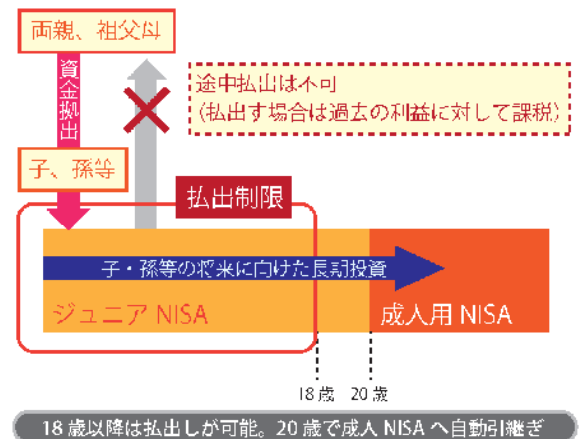 両親、祖父母
資金拠出
途中払出は不可
(払出す場合は過去の利益に対して課税)
子、孫等
払出制限
子・孫等の将来に向けた長期投資
ジュニア NISA
成人用 NISA
18 歳
20 歳
18 歳以降は払出しが可能。20 歳で成人 NISA へ自動引継ぎ